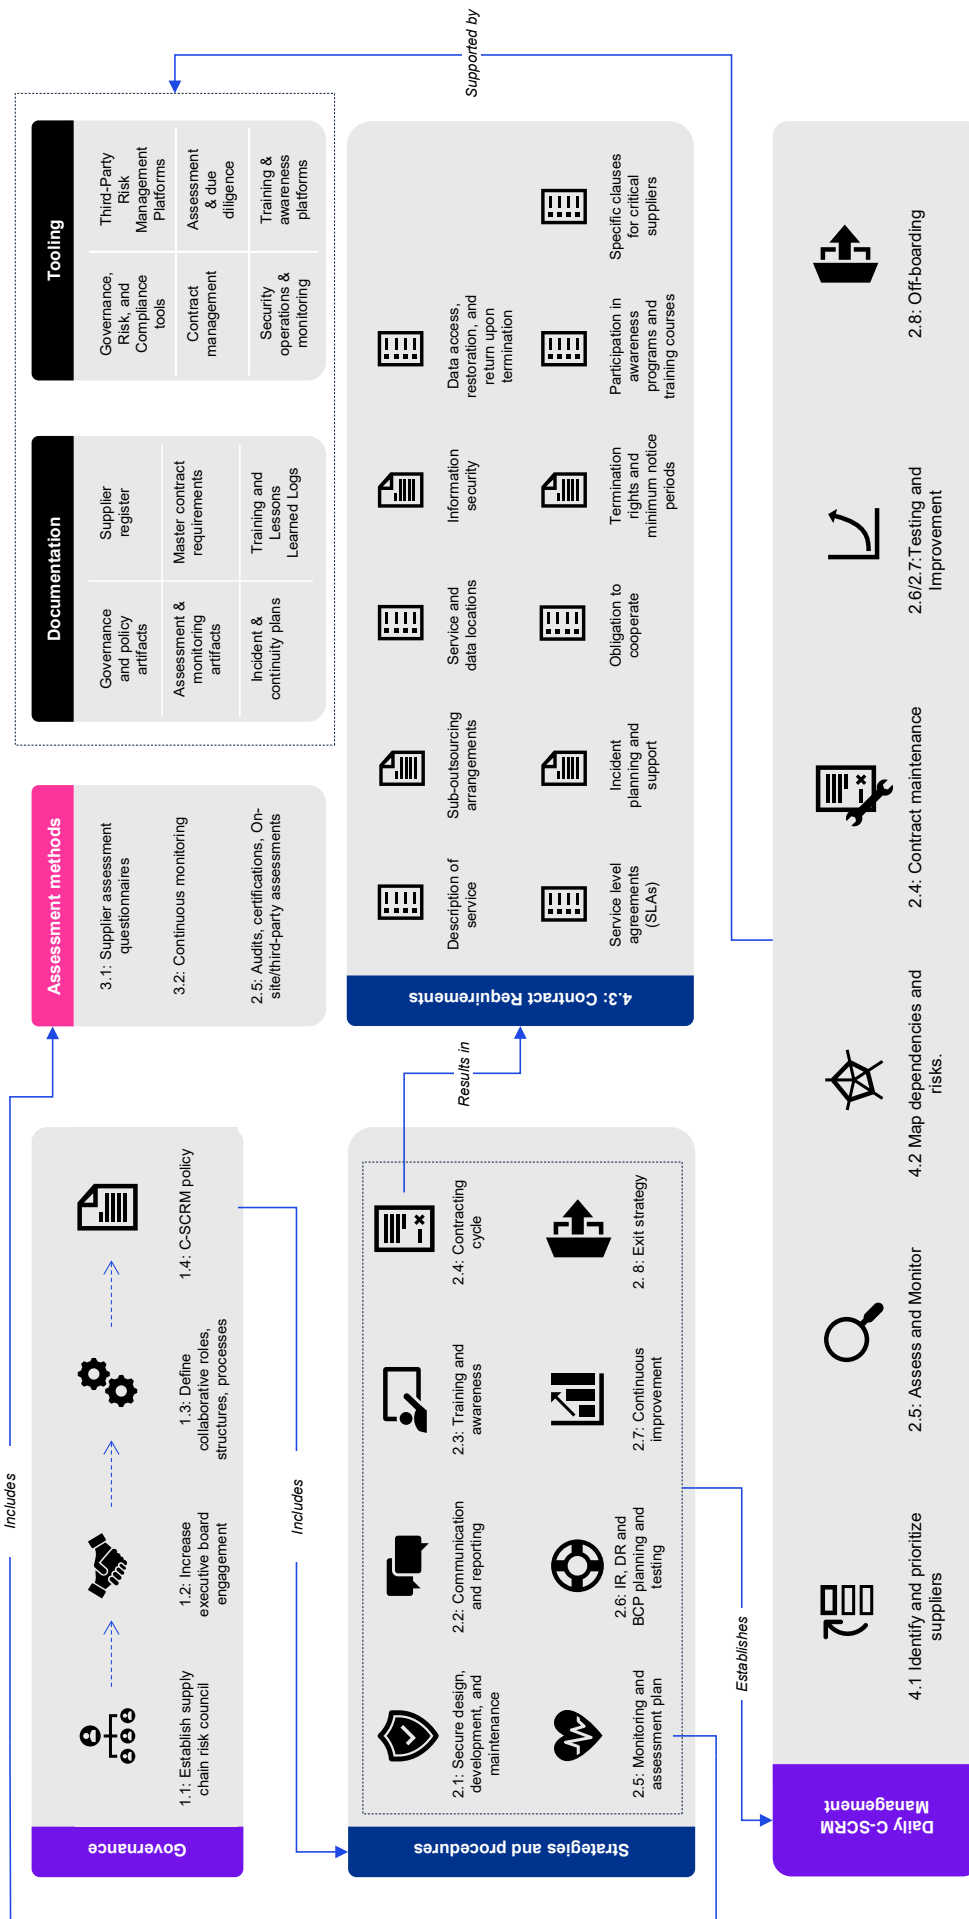 Includes
Governance
1.1: Establish supply
chain risk council
1.2: Increase
executive board
engagement
1.3: Define
collaborative roles,
structures, processes
1.4: C-SCRM policy
Assessment methods
3.1: Supplier assessment
questionnaires
3.2: Continuous monitoring
2.5: Audits, certifications, On-
site/third-party assessments
Documentation
Governance
and policy
artifacts
Supplier
register
Assessment &
monitoring
artifacts
Master contract
requirements
Incident &
continuity plans
Training and
Lessons
Learned Logs
Tooling
Governance,
Risk, and
Compliance
tools
Third-Party
Risk
Management
Platforms
Contract
management
Assessment
& due
diligence
Security
operations &
monitoring
Training &
awareness
platforms
Includes
Strategies and procedures
2.1: Secure design,
development, and
maintenance
2.2: Communication
and reporting
2.3: Training and
awareness
2.4: Contracting
cycle
2.5: Monitoring and
assessment plan
2.6: IR, DR and
BCP planning and
testing
2.7: Continuous
improvement
2. 8: Exit strategy
Results in
4.3: Contract Requirements
Description of
service
Sub-outsourcing
arrangements
Service and
data locations
Information
security
Data access,
restoration, and
return upon
termination
Service level
agreements
(SLAs)
Incident
planning and
support
Obligation to
cooperate
Termination
rights and
minimum notice
periods
Participation in
awareness
programs and
training courses
Specific clauses
for critical
suppliers
Supported by
Establishes
Daily C-SCRM
Management
4.1 Identify and prioritize
suppliers
2.5: Assess and Monitor
4.2 Map dependencies and
risks.
2.4: Contract maintenance
2.6/2.7:Testing and
Improvement
2.8: Off-boarding